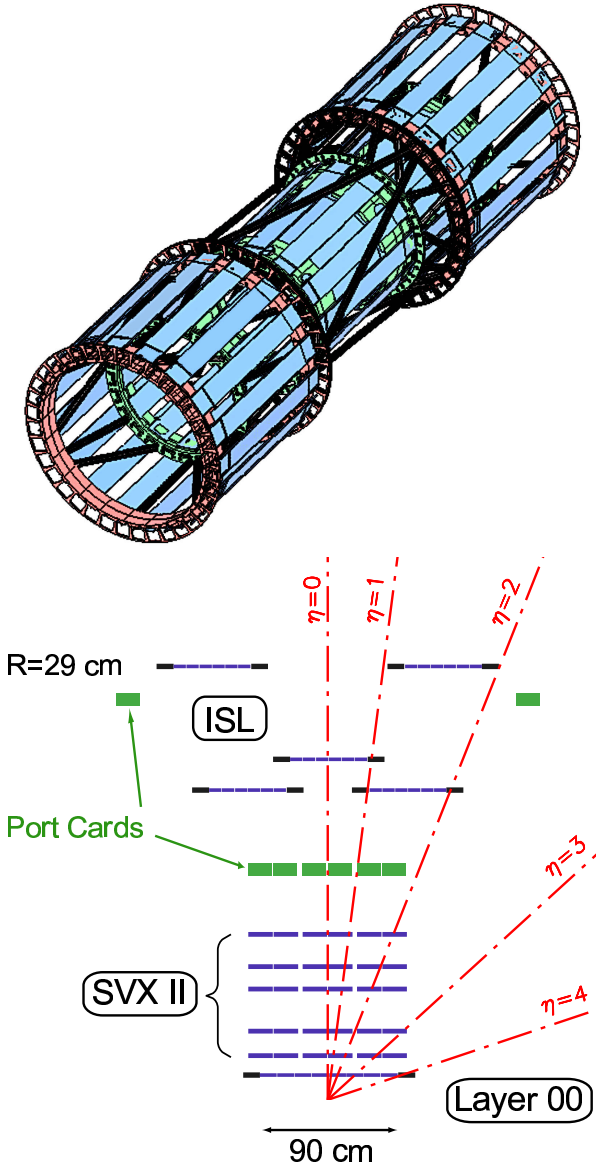 η=0
η=1
η=2
R=29 cm
ISL
Port Cards
η=3
SVX II
η=4
Layer 00
90 cm